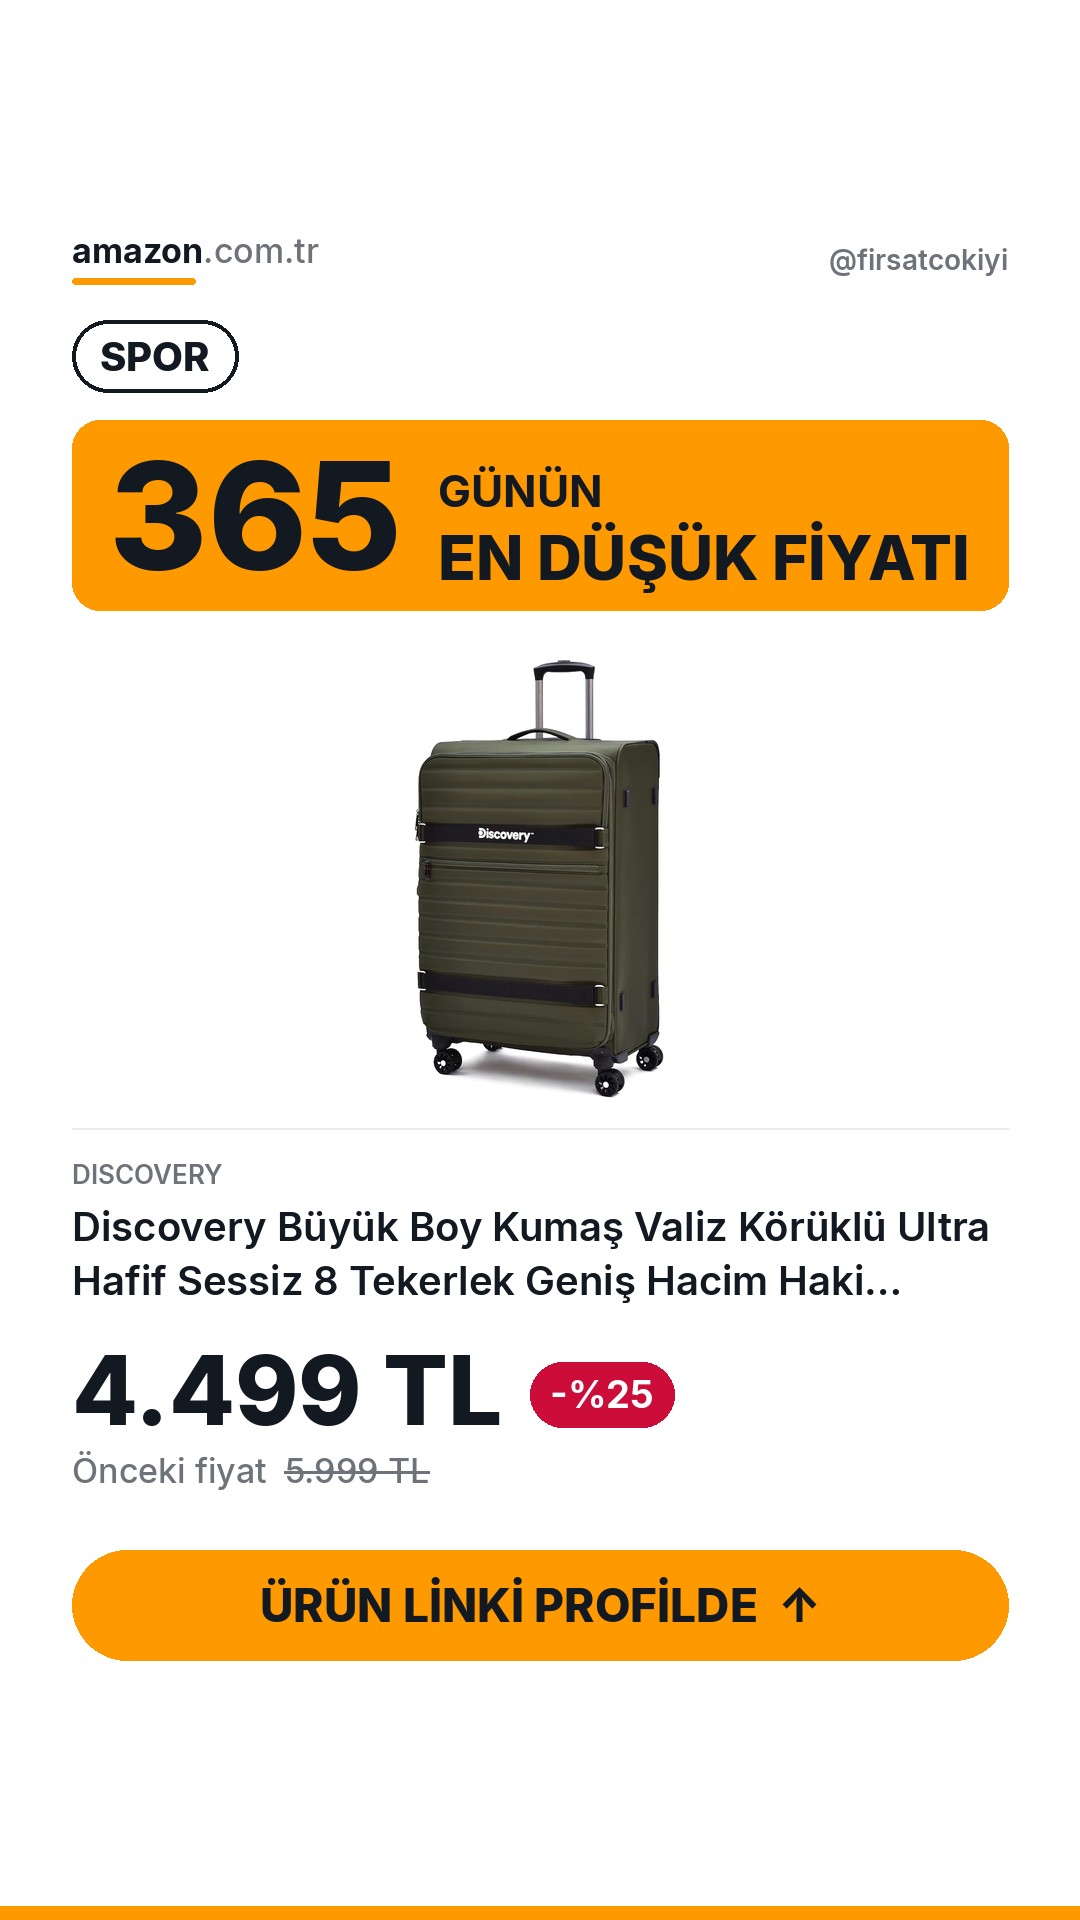 amazon.com.tr
@firsatcokiyi
SPOR
365 GÜNÜN
EN DÜŞÜK FİYATI
Discovery
DISCOVERY
Discovery Büyük Boy Kumaş Valiz Körüklü Ultra
Hafif Sessiz 8 Tekerlek Geniş Hacim Haki...
4.499 TL -%25
Önceki fiyat 5.999 TL
ÜRÜN LİNKİ PROFİLDE ↑